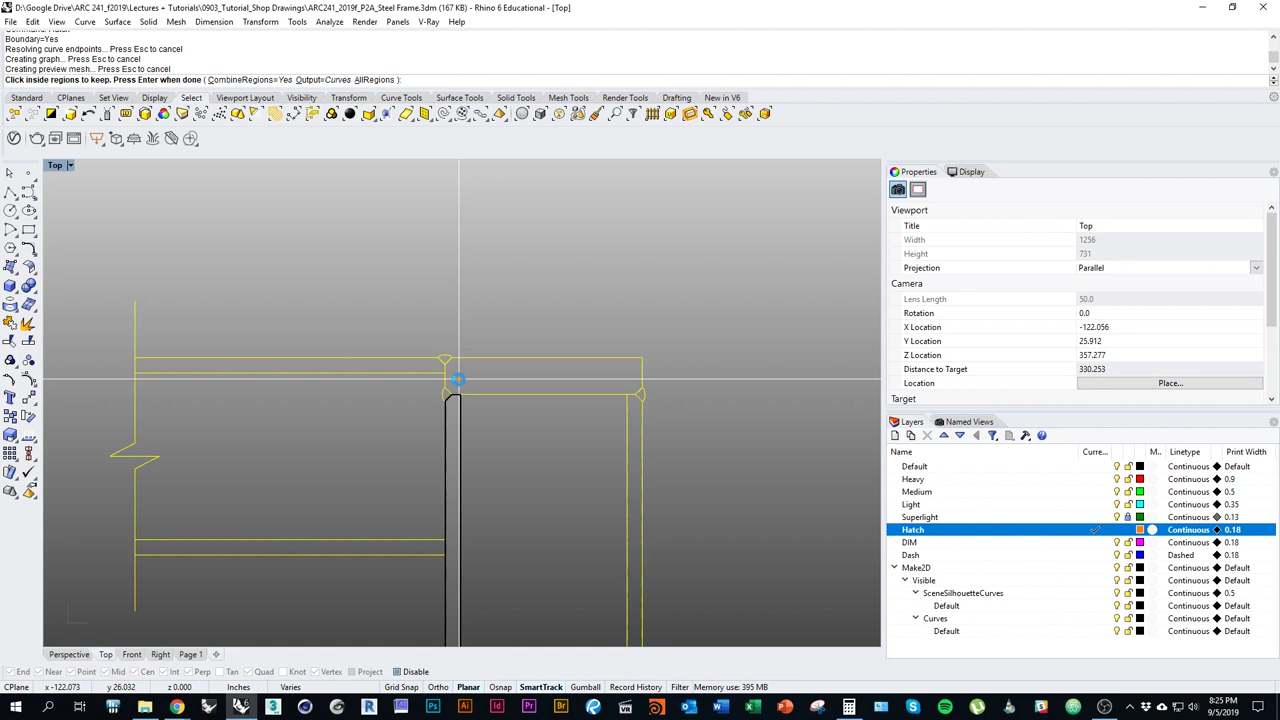 D:\Google Drive\ARC 241_f2019\Lectures + Tutorials\0903_Tutorial_Shop Drawings\ARC241_2019f_P2A_Steel Frame.3dm (167 KB) - Rhino 6 Educational - [Top]
File Edit View Curve Surface Solid Mesh Dimension Transform Tools Analyze Render Panels V-Ray Help
Boundary=Yes
Resolving curve endpoints... Press Esc to cancel
Creating graph... Press Esc to cancel
Creating preview mesh... Press Esc to cancel
Click inside regions to keep. Press Enter when done ( CombineRegions=Yes Output=Curves AllRegions ):
Standard CPlanes Set View Display Select Viewport Layout Visibility Transform Curve Tools Surface Tools Solid Tools Mesh Tools Render Tools Drafting New in V6
Top
Properties Display
Viewport
Title Top
Width 1256
Height 731
Projection Parallel
Camera
Lens Length 50.0
Rotation 0.0
X Location -122.056
Y Location 25.912
Z Location 357.277
Distance to Target 330.253
Location Place...
Target
Layers Named Views
Name Curre... M.. Linetype Print Width
Default Continuous Default
Heavy Continuous 0.9
Medium Continuous 0.5
Light Continuous 0.35
Superlight Continuous 0.13
Hatch Continuous 0.18
DIM Continuous 0.18
Dash Dashed 0.18
Make2D Continuous Default
Visible Continuous Default
SceneSilhouetteCurves Continuous 0.5
Default Continuous Default
Curves Continuous Default
Default Continuous Default
Perspective Top Front Right Page 1
End Near Point Mid Cen Int Perp Tan Quad Knot Vertex Project Disable
CPlane x -122.073 y 26.032 z 0.000 Inches Varies Grid Snap Ortho Planar Osnap SmartTrack Gumball Record History Filter Memory use: 395 MB
8:25 PM
9/5/2019